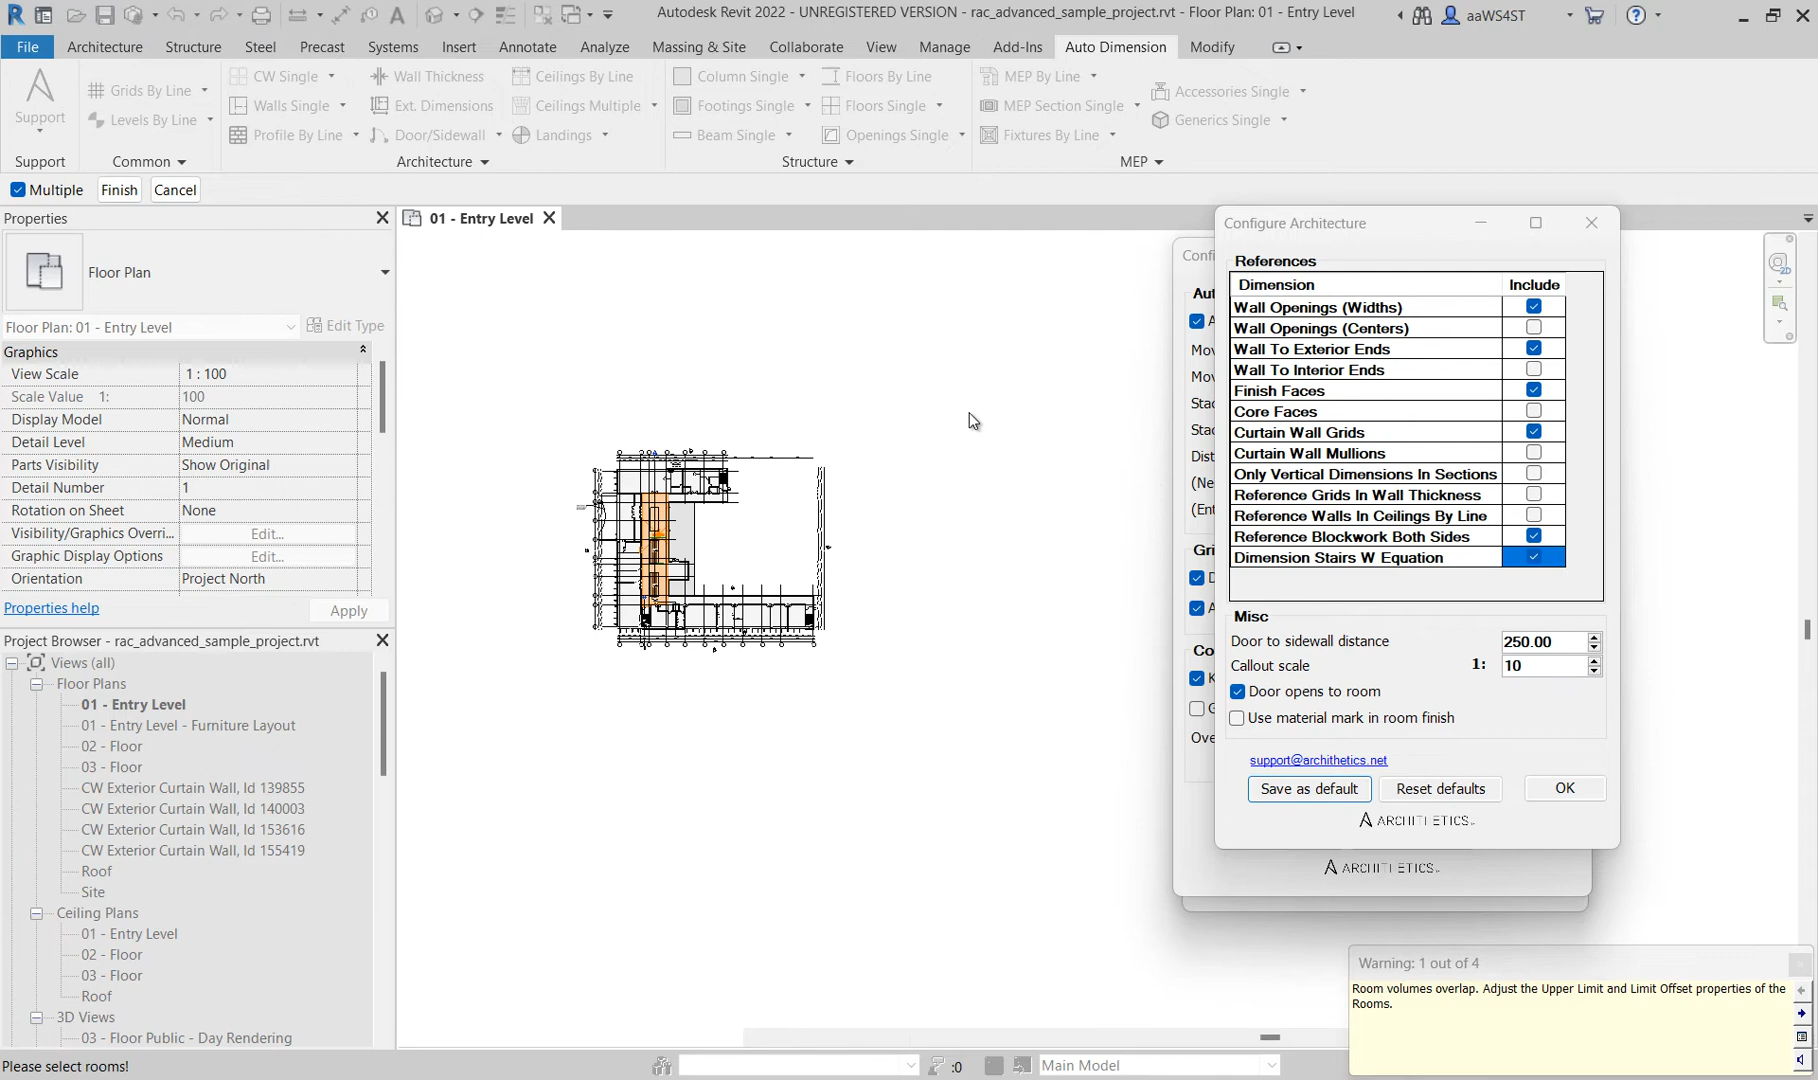 Autodesk Revit 2022 - UNREGISTERED VERSION - rac_advanced_sample_project.rvt - Floor Plan: 01 - Entry Level
aaWS4ST
File Architecture Structure Steel Precast Systems Insert Annotate Analyze Massing & Site Collaborate View Manage Add-Ins Auto Dimension Modify
Support
Grids By Line
Levels By Line
CW Single
Walls Single
Profile By Line
Wall Thickness
Ext. Dimensions
Door/Sidewall
Ceilings By Line
Ceilings Multiple
Landings
Column Single
Footings Single
Beam Single
Floors By Line
Floors Single
Openings Single
MEP By Line
MEP Section Single
Fixtures By Line
Accessories Single
Generics Single
Support Common Architecture Structure MEP
Multiple Finish Cancel
Properties
Floor Plan
Floor Plan: 01 - Entry Level Edit Type
Graphics
View Scale 1 : 100
Scale Value 1: 100
Display Model Normal
Detail Level Medium
Parts Visibility Show Original
Detail Number 1
Rotation on Sheet None
Visibility/Graphics Overri... Edit...
Graphic Display Options Edit...
Orientation Project North
Properties help Apply
Project Browser - rac_advanced_sample_project.rvt
Views (all)
Floor Plans
01 - Entry Level
01 - Entry Level - Furniture Layout
02 - Floor
03 - Floor
CW Exterior Curtain Wall, Id 139855
CW Exterior Curtain Wall, Id 140003
CW Exterior Curtain Wall, Id 153616
CW Exterior Curtain Wall, Id 155419
Roof
Site
Ceiling Plans
01 - Entry Level
02 - Floor
03 - Floor
Roof
3D Views
03 - Floor Public - Day Rendering
01 - Entry Level
2D
Configure Architecture
References
Dimension Include
Wall Openings (Widths)
Wall Openings (Centers)
Wall To Exterior Ends
Wall To Interior Ends
Finish Faces
Core Faces
Curtain Wall Grids
Curtain Wall Mullions
Only Vertical Dimensions In Sections
Reference Grids In Wall Thickness
Reference Walls In Ceilings By Line
Reference Blockwork Both Sides
Dimension Stairs W Equation
Misc
Door to sidewall distance 250.00
Callout scale 1: 10
Door opens to room
Use material mark in room finish
support@archithetics.net
Save as default Reset defaults OK
ARCHITHETICS
ARCHITHETICS
Warning: 1 out of 4
Room volumes overlap. Adjust the Upper Limit and Limit Offset properties of the
Rooms.
Please select rooms!
:0
Main Model